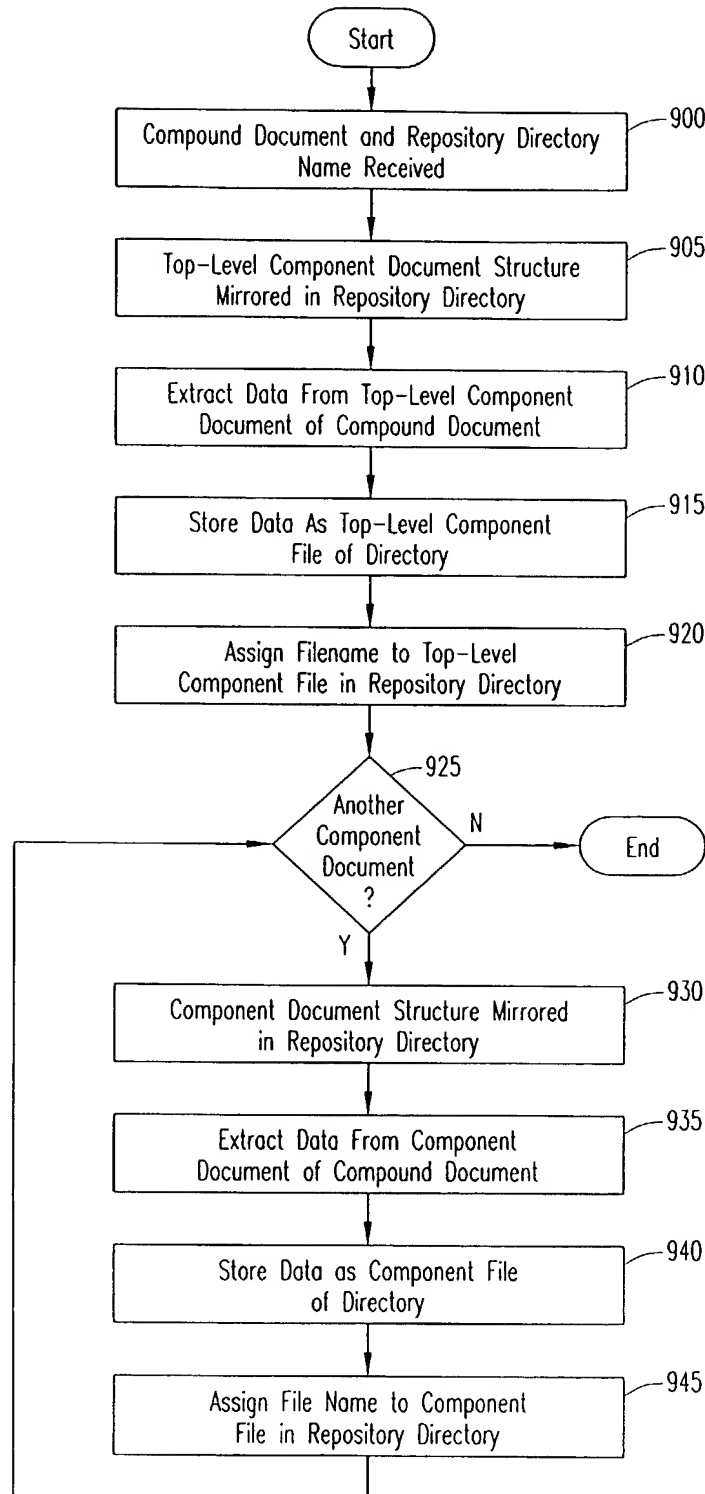 Start
Compound Document and Repository Directory
Name Received
900
Top-Level Component Document Structure
Mirrored in Repository Directory
905
Extract Data From Top-Level Component
Document of Compound Document
910
Store Data As Top-Level Component
File of Directory
915
Assign Filename to Top-Level
Component File in Repository Directory
920
925
Another
Component
Document
?
N
End
Y
Component Document Structure Mirrored
in Repository Directory
930
Extract Data From Component
Document of Compound Document
935
Store Data as Component File
of Directory
940
Assign File Name to Component
File in Repository Directory
945